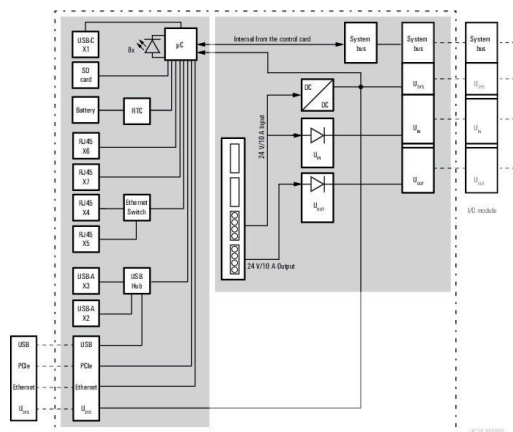 USB-C
X1
8x
µC
Internal from the control card
System
bus
System
bus
System
bus
SD
card
DC
DC
U sys
U sys
Battery
RTC
24 V/10 A Input
RJ45
X6
U in
U in
U in
RJ45
X7
RJ45
X4
Ethernet
Switch
U out
U out
U out
I/O module
RJ45
X5
24 V/10 A Output
USB-A
X3
USB
Hub
USB-A
X2
USB
USB
PCIe
PCIe
Ethernet
Ethernet
U sys
U sys